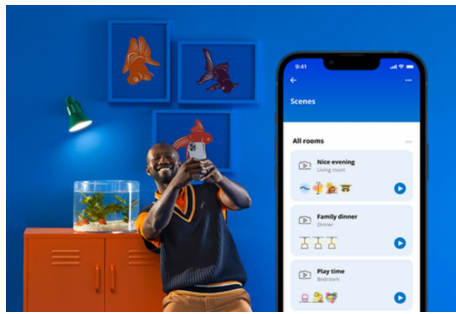 9:41
Scenes
All rooms
Nice evening
Living room
Family dinner
Dinner
Play time
Bedroom